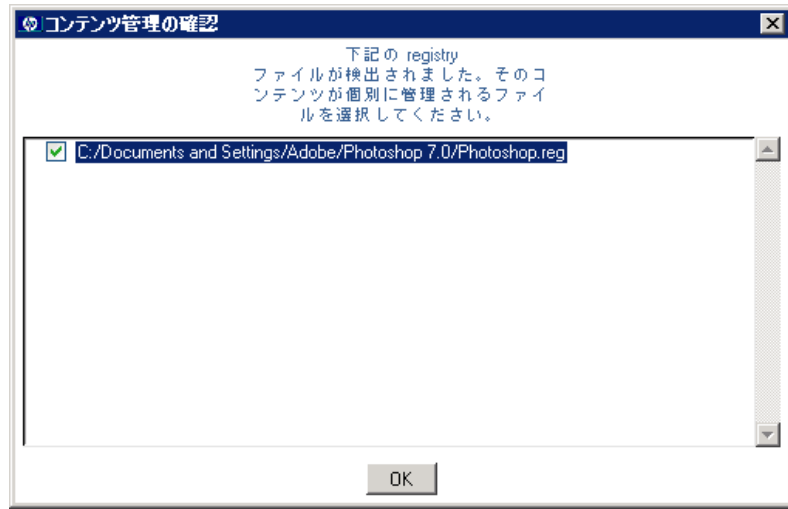 コンテンツ管理の確認
下記の registry
ファイルが検出されました。そのコ
ンテンツが個別に管理されるファイ
ルを選択してください。
C:/Documents and Settings/Adobe/Photoshop 7.0/Photoshop.reg
OK